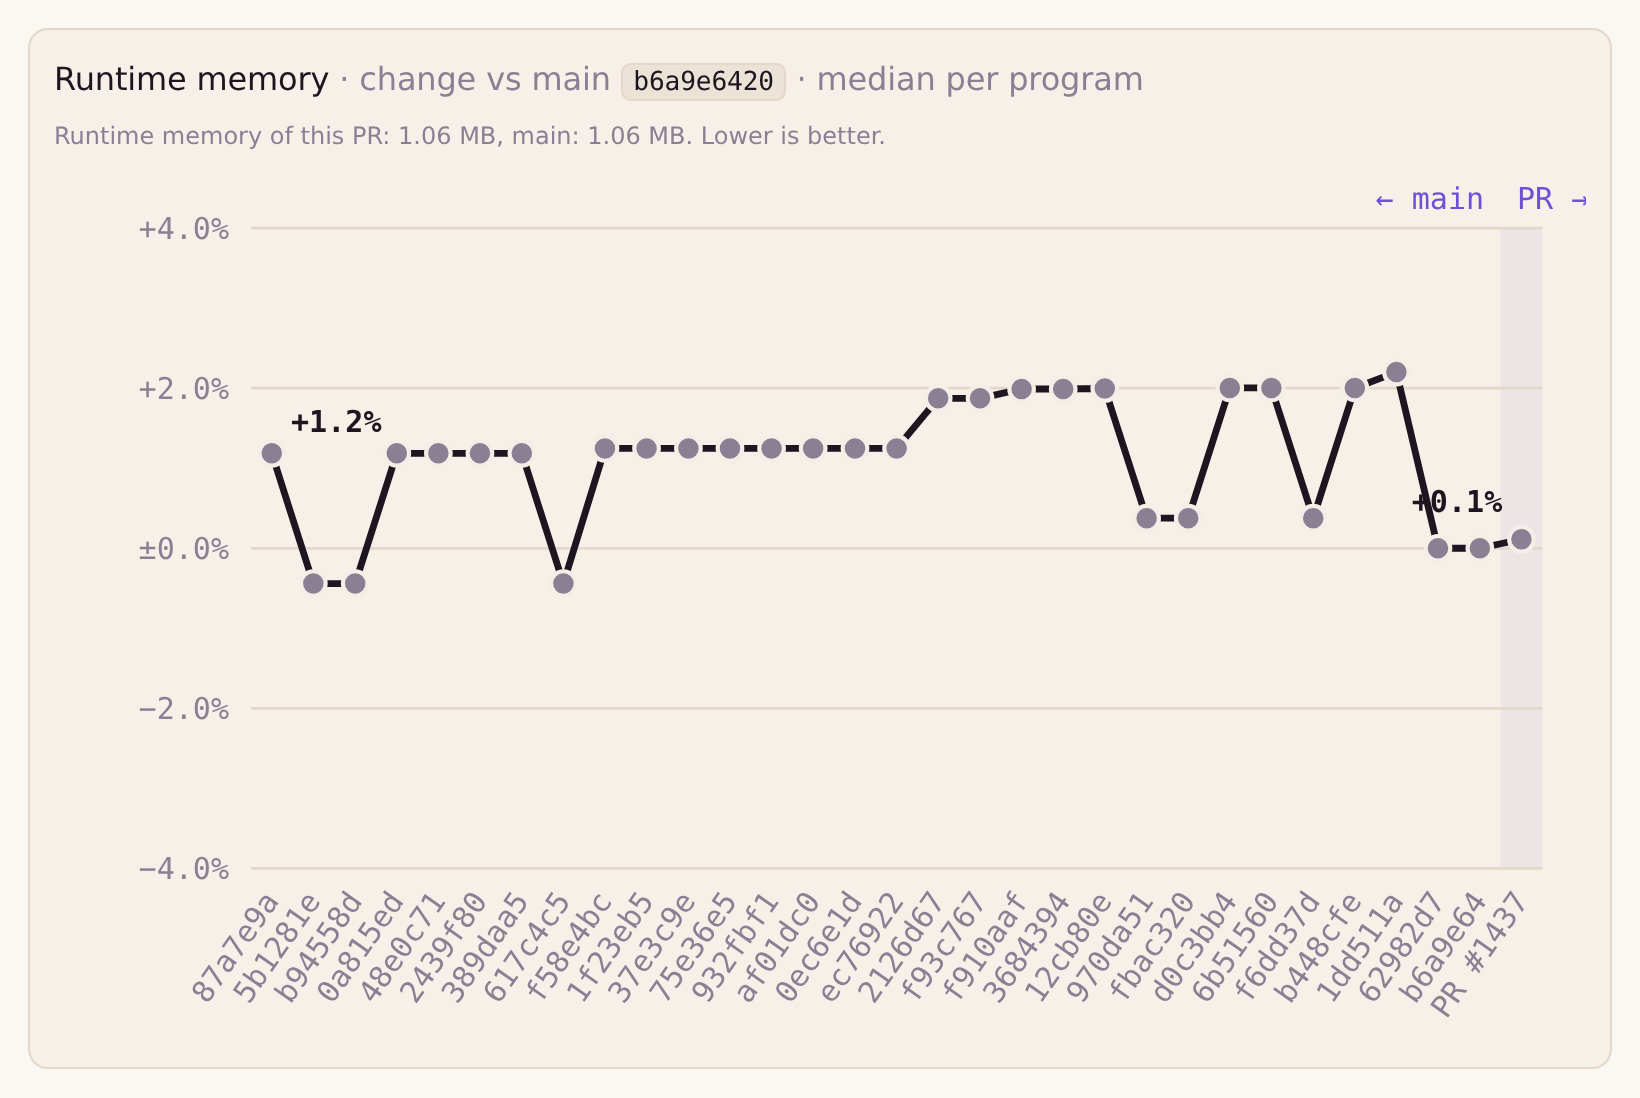 Runtime memory · change vs main b6a9e6420 · median per program
Runtime memory of this PR: 1.06 MB, main: 1.06 MB. Lower is better.
← main PR →
+4.0%
+2.0%
+1.2%
+0.1%
±0.0%
−2.0%
−4.0%
87a7e9a
5b1281e
b94558d
0a815ed
48e0c71
2439f80
389daa5
617c4c5
f58e4bc
1f23eb5
37e3c9e
75e36e5
932fbf1
af01dc0
0ec6e1d
ec76922
2126d67
f93c767
f910aaf
3684394
12cb80e
970da51
fbac320
d0c3bb4
6b51560
f6dd37d
b448cfe
1dd511a
62982d7
b6a9e64
PR #1437